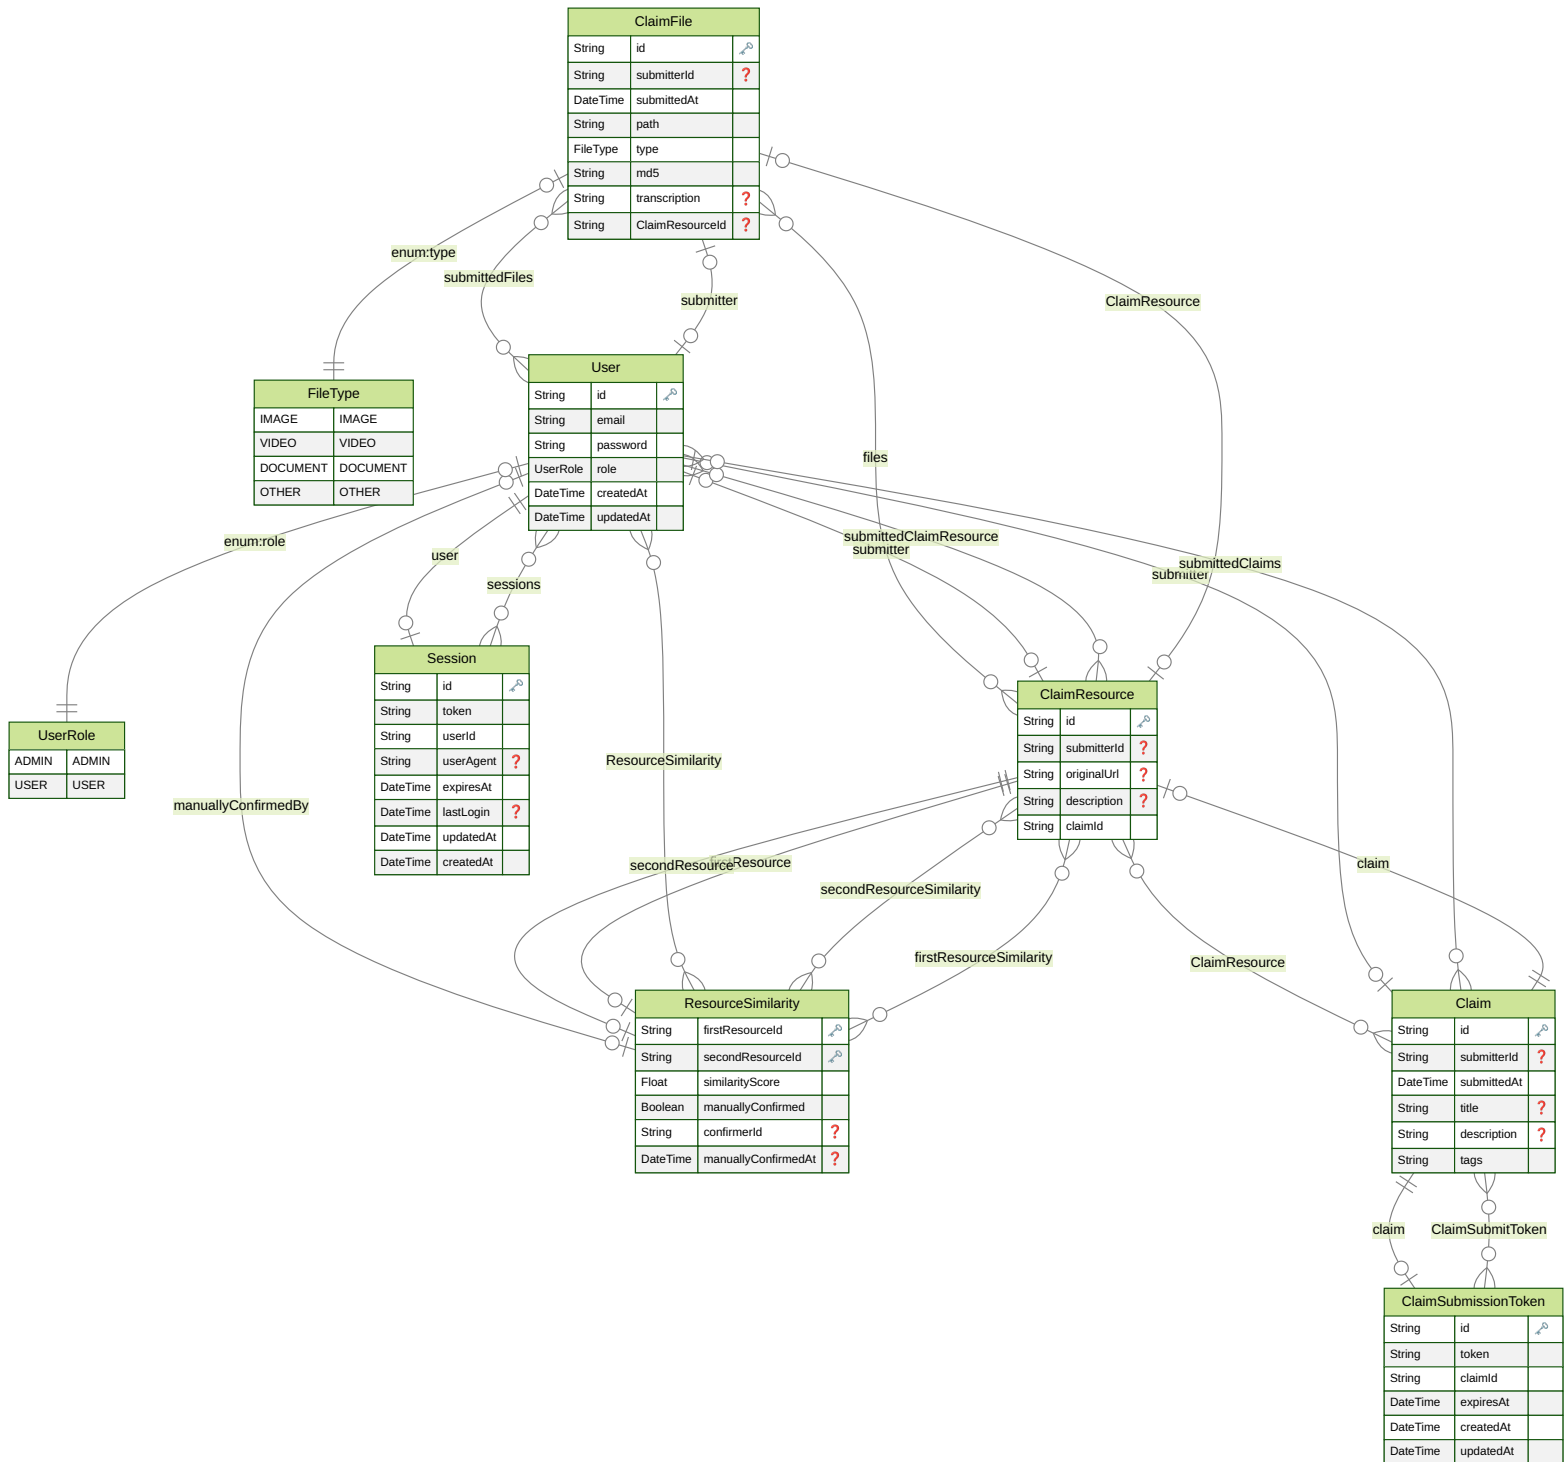 ClaimFile
String id
String submitterId ❓
DateTime submittedAt
String path
FileType type
String md5
String transcription ❓
String ClaimResourceId ❓
enum:type
submittedFiles
submitter
ClaimResource
FileType
IMAGE IMAGE
VIDEO VIDEO
DOCUMENT DOCUMENT
OTHER OTHER
User
String id
String email
String password
UserRole role
DateTime createdAt
DateTime updatedAt
files
enum:role
user
sessions
submittedClaimResource
submitter
submittedClaims
submitter
Session
String id
String token
String userId
String userAgent ❓
DateTime expiresAt
DateTime lastLogin ❓
DateTime updatedAt
DateTime createdAt
UserRole
ADMIN ADMIN
USER USER
ClaimResource
String id
String submitterId ❓
String originalUrl ❓
String description ❓
String claimId
manuallyConfirmedBy
ResourceSimilarity
secondResource
firstResource
secondResourceSimilarity
firstResourceSimilarity
claim
ClaimResource
ResourceSimilarity
String firstResourceId
String secondResourceId
Float similarityScore
Boolean manuallyConfirmed
String confirmerId ❓
DateTime manuallyConfirmedAt ❓
Claim
String id
String submitterId ❓
DateTime submittedAt
String title ❓
String description ❓
String tags
claim
ClaimSubmitToken
ClaimSubmissionToken
String id
String token
String claimId
DateTime expiresAt
DateTime createdAt
DateTime updatedAt